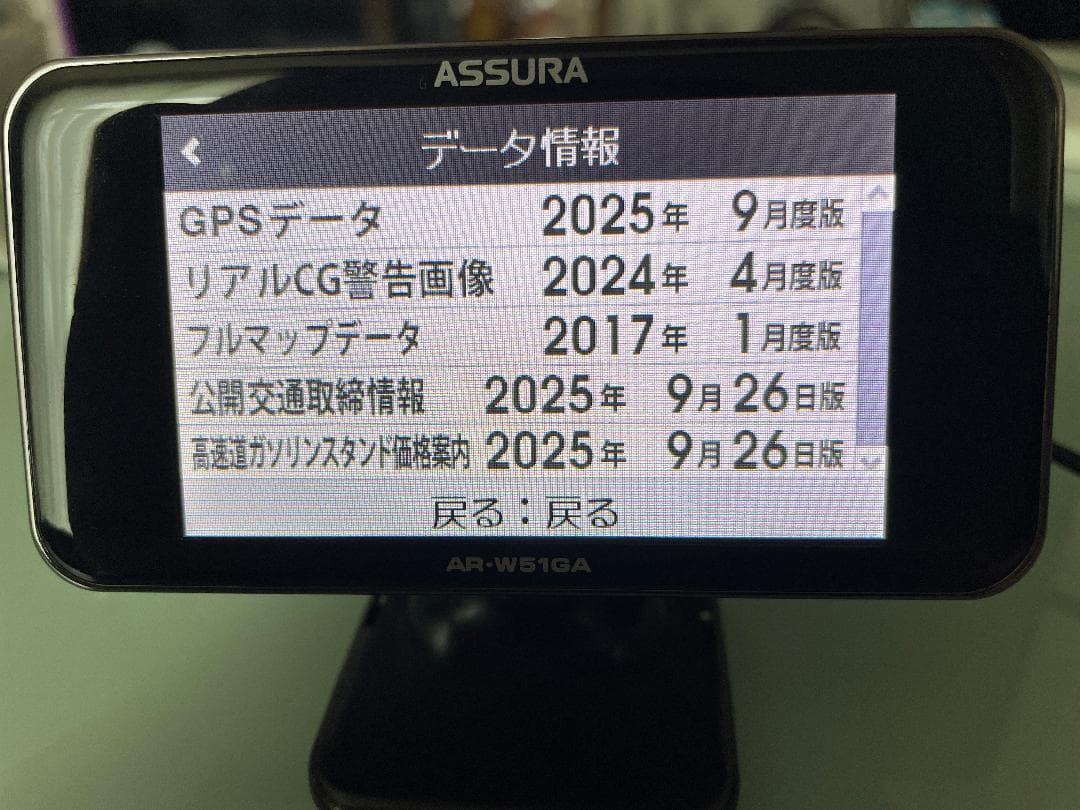 ASSURA
データ情報
GPSデータ 2025年 9月度版
リアルCG警告画像 2024年 4月度版
フルマップデータ 2017年 1月度版
公開交通取締情報 2025年 9月26日版
高速道ガソリンスタンド価格案内 2025年 9月26日版
戻る：戻る
AR-W51GA